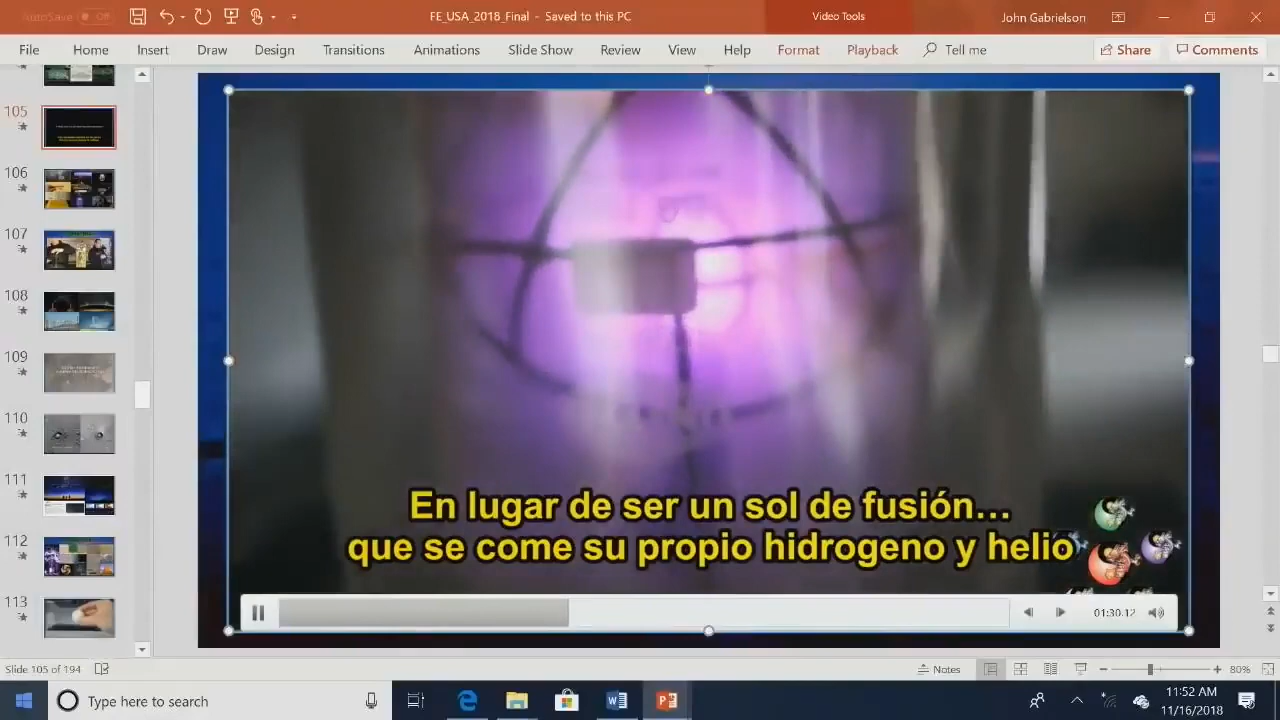 AutoSave Off
FE_USA_2018_Final - Saved to this PC
Video Tools
John Gabrielson
File Home Insert Draw Design Transitions Animations Slide Show Review View Help Format Playback Tell me Share Comments
105
106
107
108
109
110
111
112
113
En lugar de ser un sol de fusión...
que se come su propio hidrogeno y helio
01:30.12
Slide 105 of 194
Notes
80%
Type here to search
11:52 AM
11/16/2018